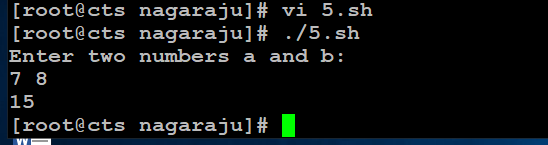 [root@cts nagaraju]# vi 5.sh
[root@cts nagaraju]# ./5.sh
Enter two numbers a and b:
7 8
15
[root@cts nagaraju]#
W